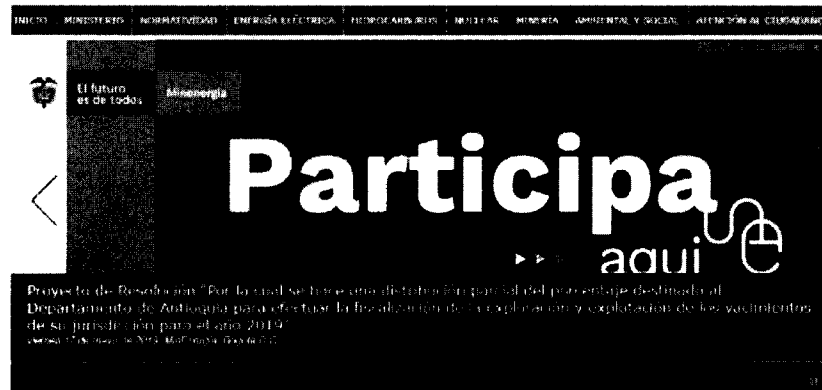 INICIO MINISTERIO NORMATIVIDAD ENERGÍA ELÉCTRICA HIDROCARBUROS NUCLEAR MINERÍA AMBIENTAL Y SOCIAL ATENCIÓN AL CIUDADANO
El futuro
es de todos
Minenergía
Participa
aquí
Proyecto de Resolución "Por la cual se hace una distribución parcial del porcentaje destinado al
Departamento de Antioquia para efectuar la fiscalización de la exploración y explotación de los yacimientos
de su jurisdicción para el año 2019"